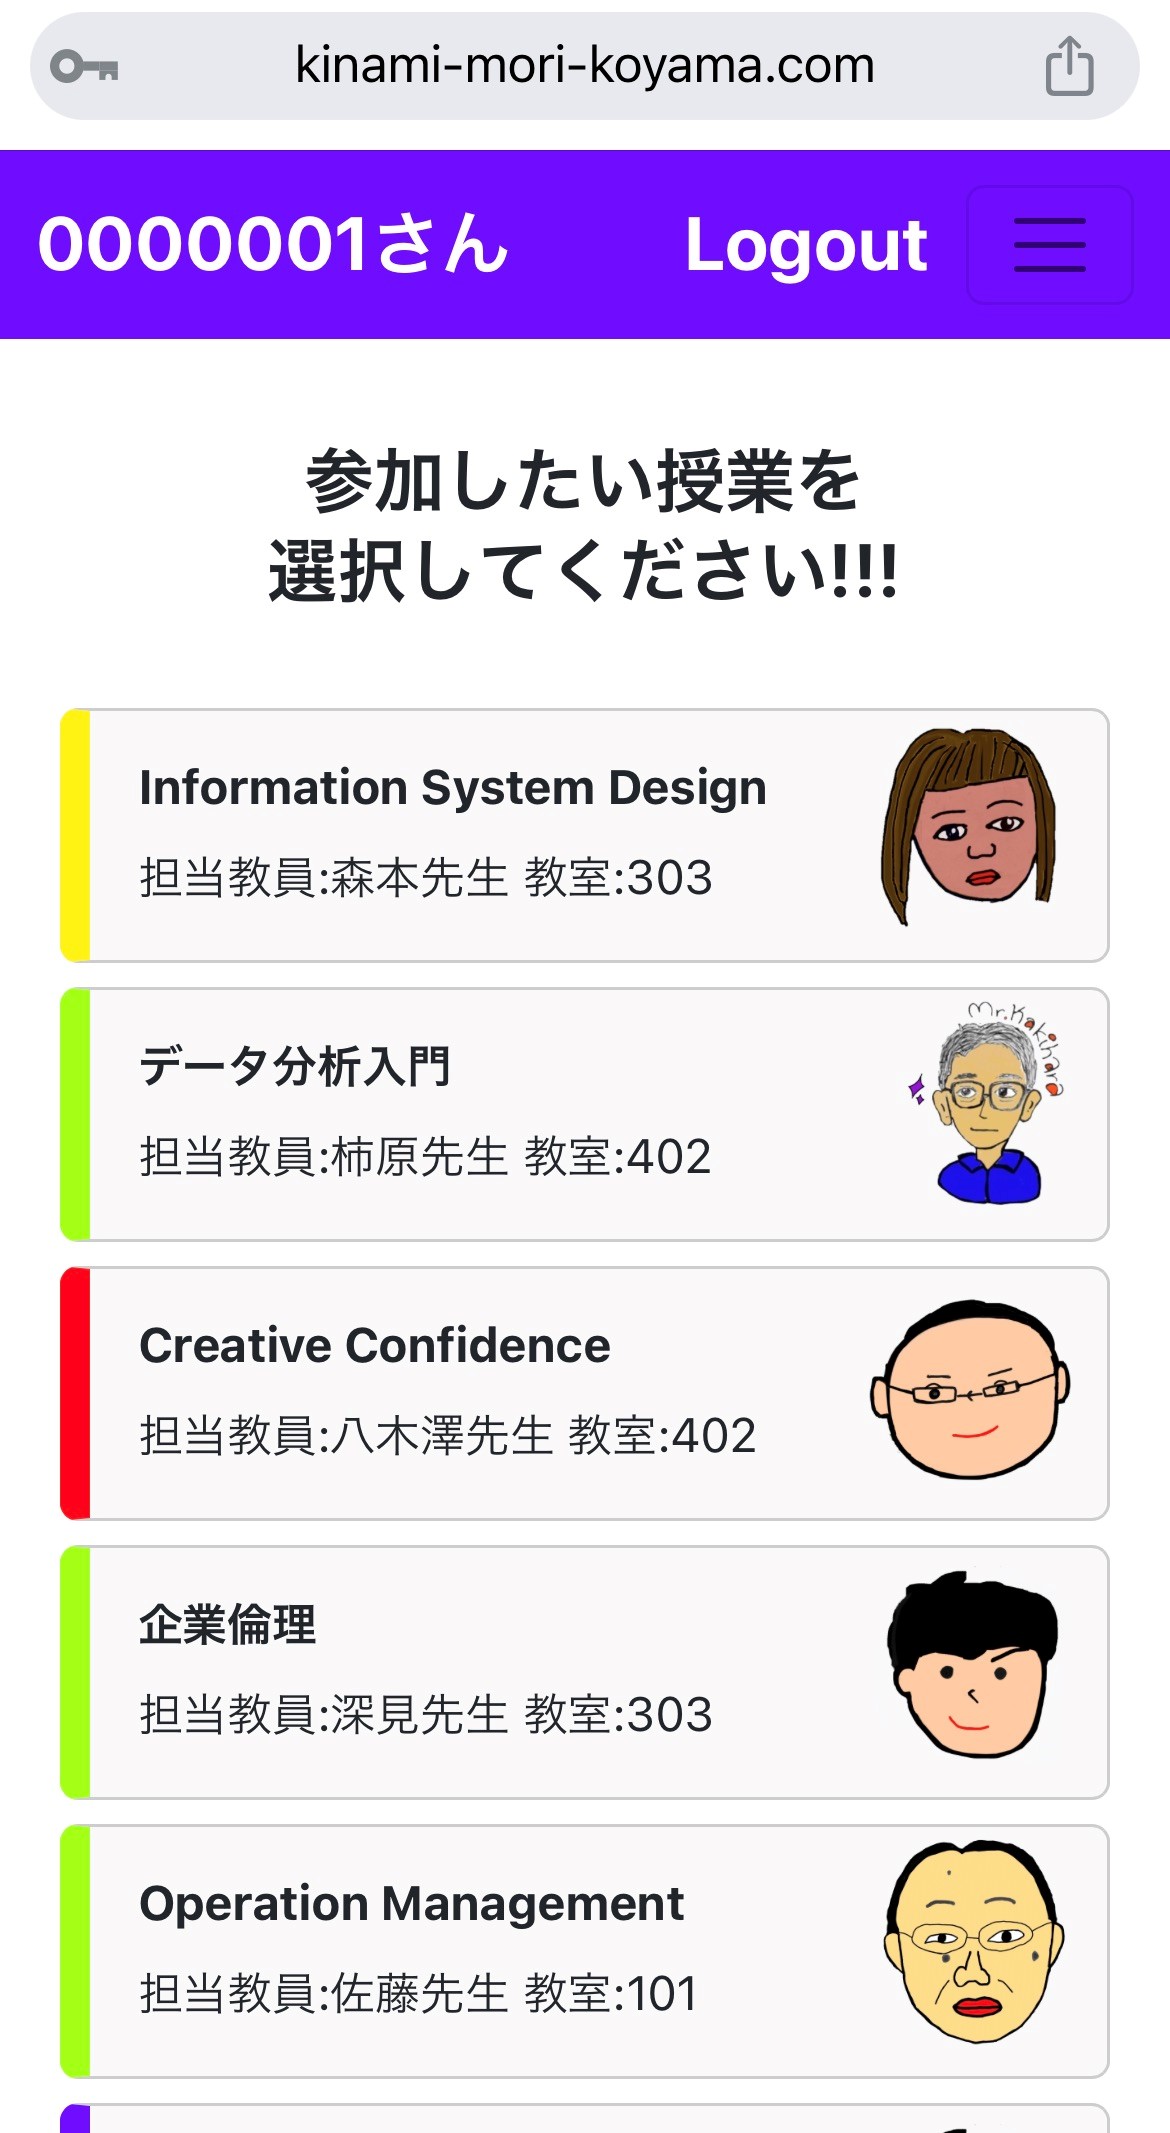 kinami-mori-koyama.com
0000001さん Logout
参加したい授業を
選択してください!!!
Information System Design
担当教員:森本先生 教室:303
データ分析入門
担当教員:柿原先生 教室:402
Mr.Kakihara
Creative Confidence
担当教員:八木澤先生 教室:402
企業倫理
担当教員:深見先生 教室:303
Operation Management
担当教員:佐藤先生 教室:101